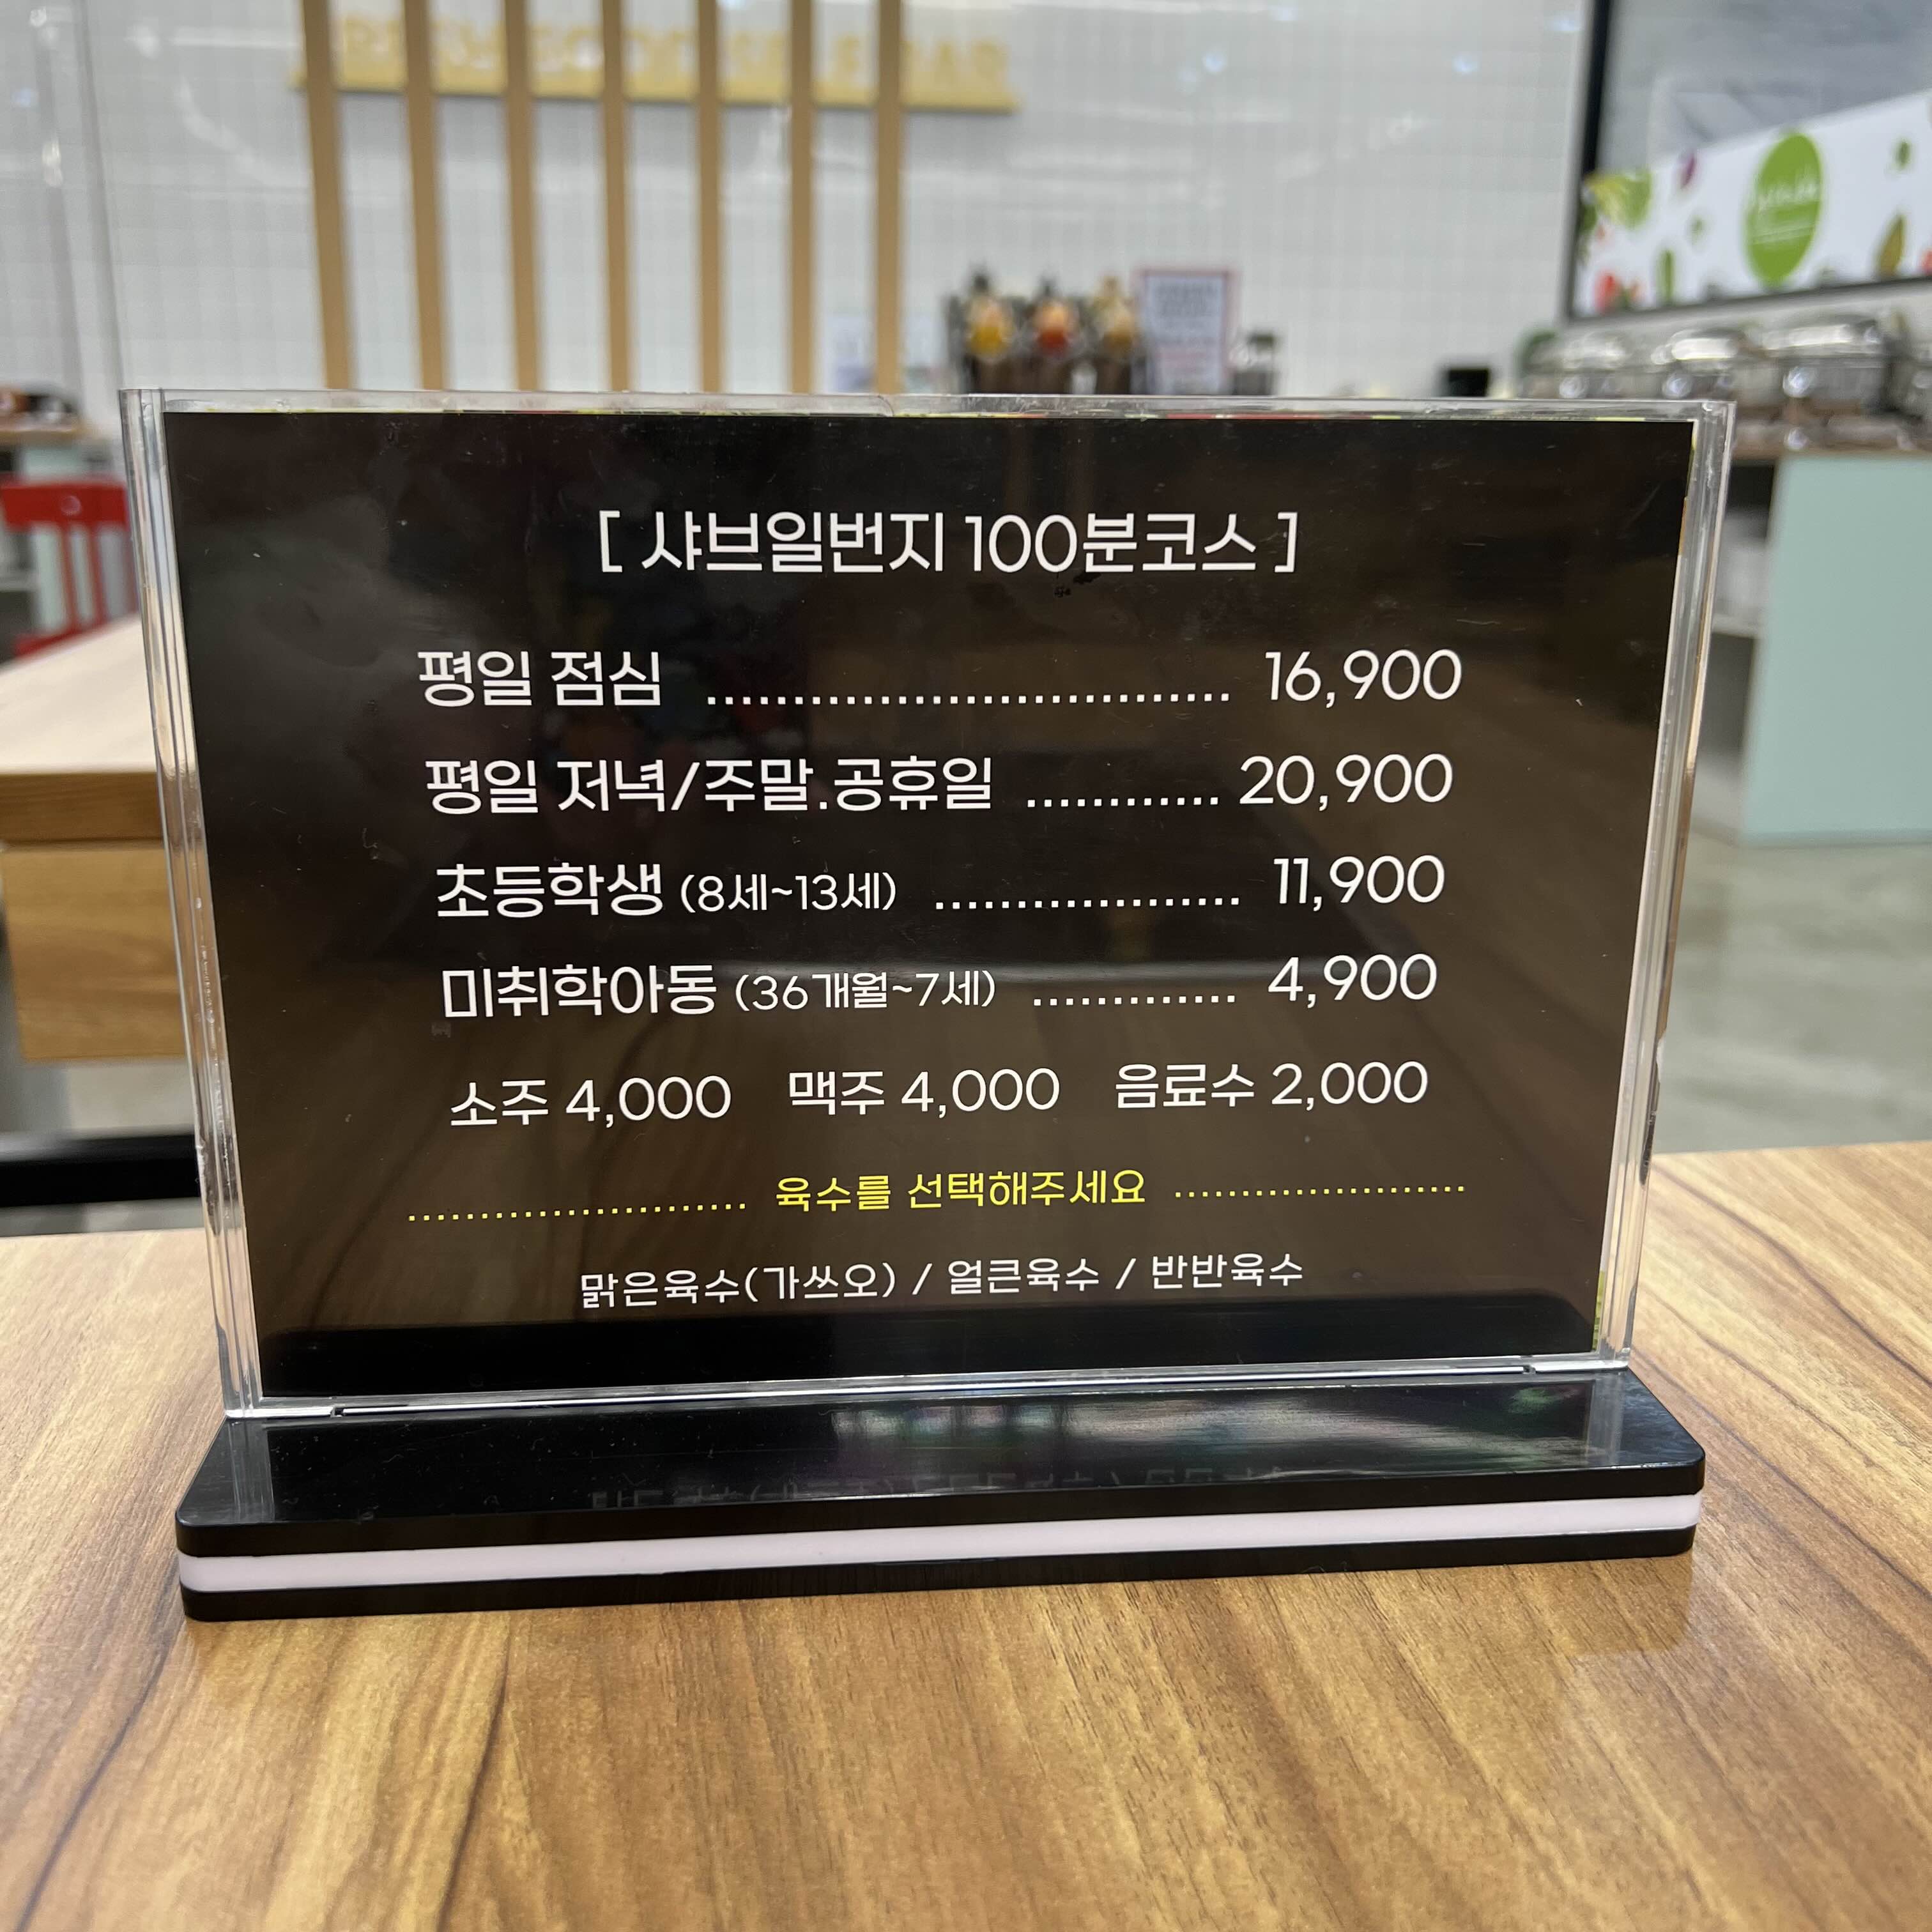 [ 샤브일번지 100분코스 ]
평일 점심 ............................... 16,900
평일 저녁/주말.공휴일 ............ 20,900
초등학생 (8세~13세) ................... 11,900
미취학아동 (36개월~7세) ............. 4,900
소주 4,000 맥주 4,000 음료수 2,000
......................... 육수를 선택해주세요 ......................
맑은육수(가쓰오) / 얼큰육수 / 반반육수